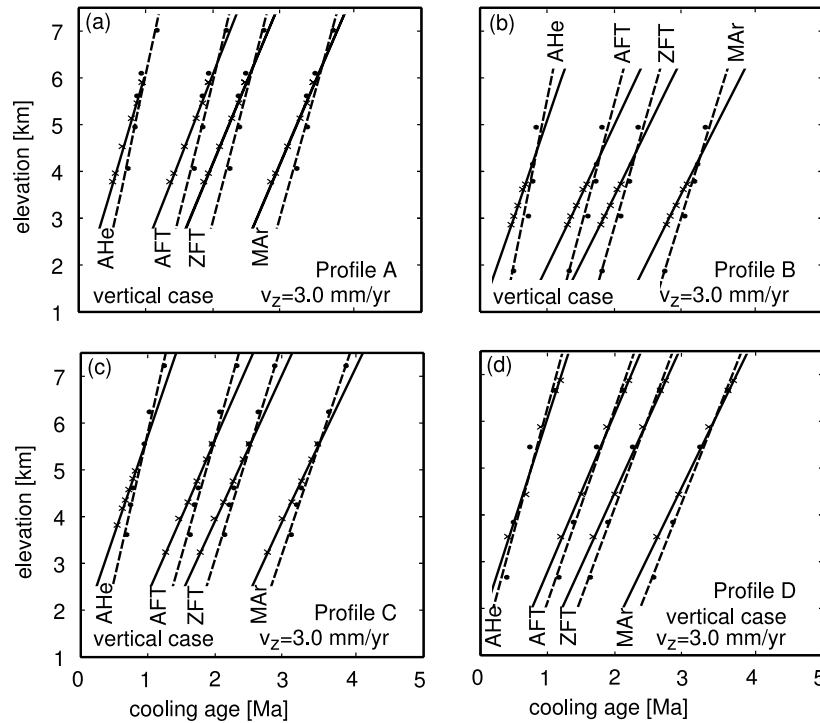 (a)
7
6
5
4
3
2
1
elevation [km]
AHe
AFT
ZFT
MAr
Profile A
vertical case
v_z=3.0 mm/yr
(b)
AHe
AFT
ZFT
MAr
Profile B
vertical case
v_z=3.0 mm/yr
(c)
7
6
5
4
3
2
1
elevation [km]
AHe
AFT
ZFT
MAr
Profile C
vertical case
v_z=3.0 mm/yr
0 1 2 3 4 5
cooling age [Ma]
(d)
AHe
AFT
ZFT
MAr
Profile D
vertical case
v_z=3.0 mm/yr
0 1 2 3 4 5
cooling age [Ma]